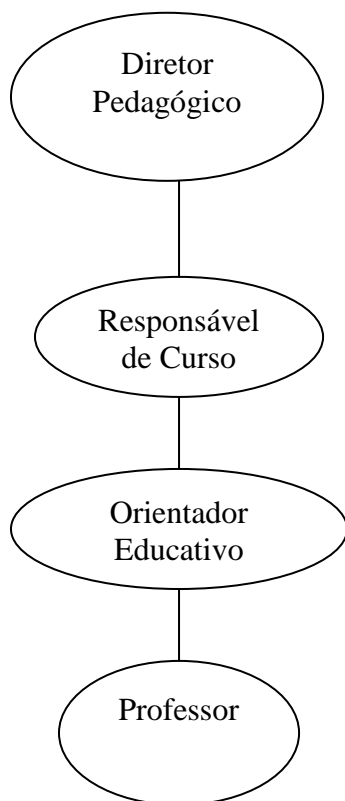 Diretor
Pedagógico
Responsável
de Curso
Orientador
Educativo
Professor